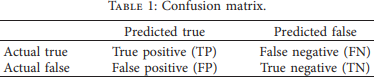 TABLE 1: Confusion matrix.
Predicted true Predicted false
Actual true True positive (TP) False negative (FN)
Actual false False positive (FP) True negative (TN)